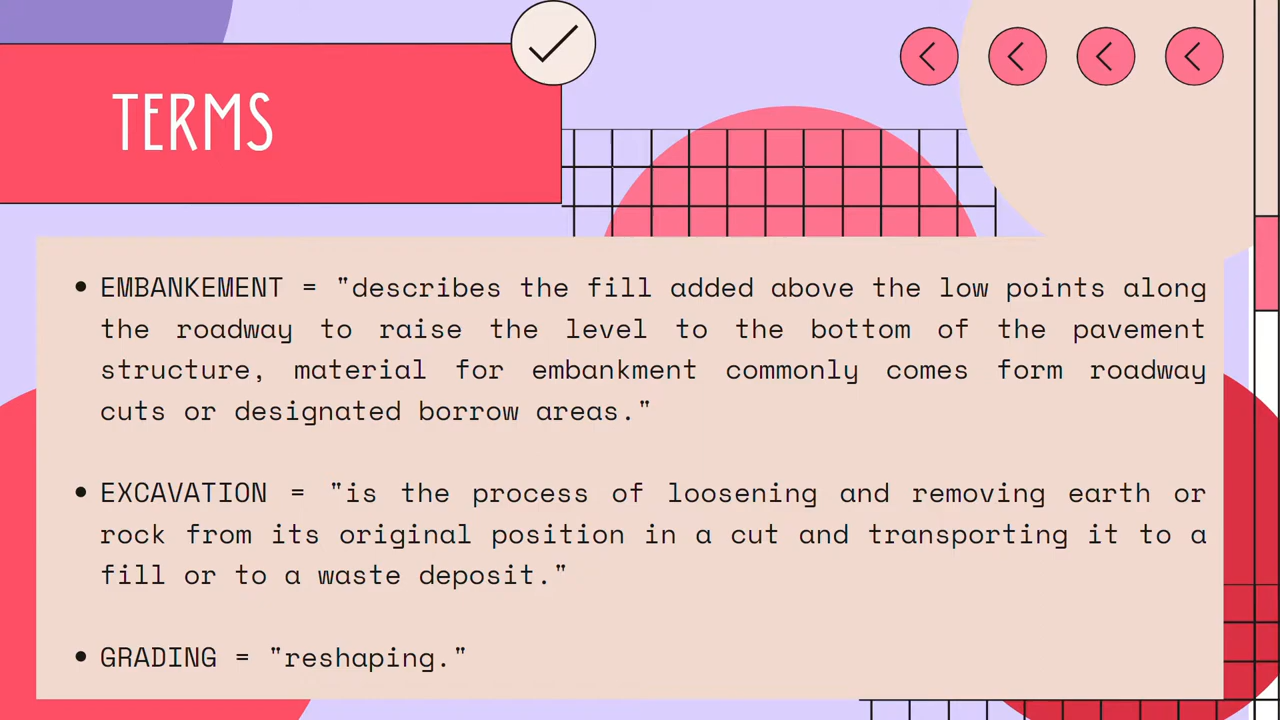 TERMS
• EMBANKEMENT = "describes the fill added above the low points along
the roadway to raise the level to the bottom of the pavement
structure, material for embankment commonly comes form roadway
cuts or designated borrow areas."
• EXCAVATION = "is the process of loosening and removing earth or
rock from its original position in a cut and transporting it to a
fill or to a waste deposit."
• GRADING = "reshaping."